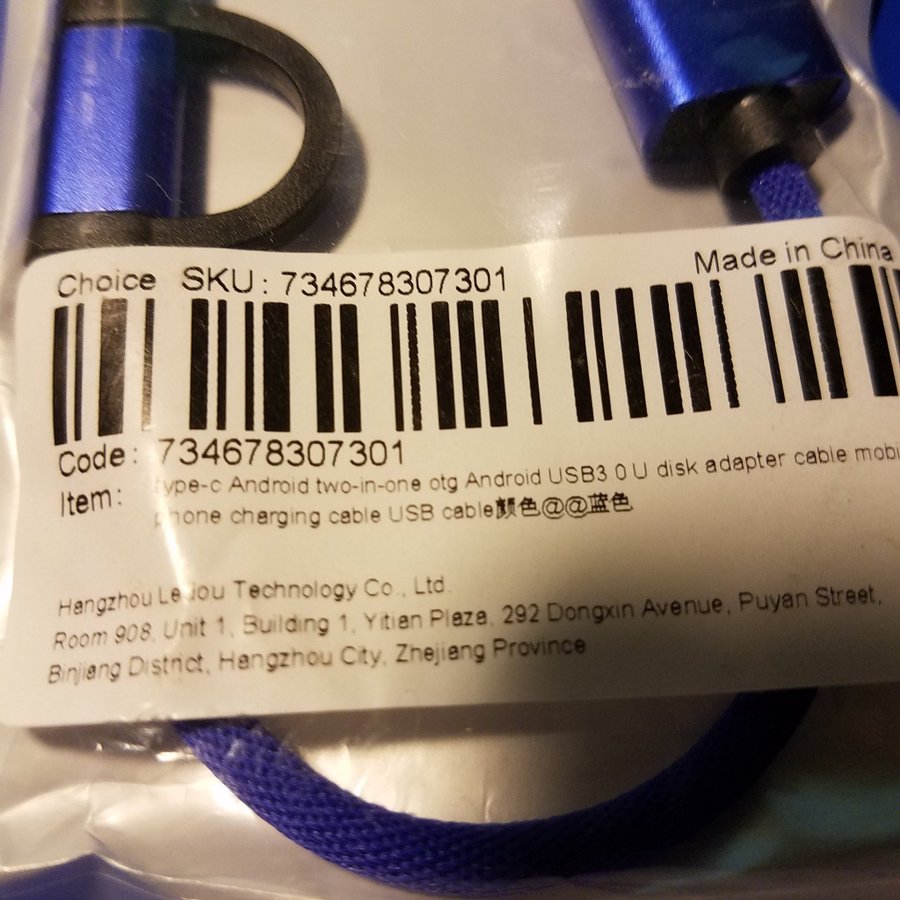 Choice SKU: 734678307301
Made in China
Code: 734678307301
Item: type-c Android two-in-one otg Android USB3.0 U disk adapter cable
phone charging cable USB cable颜色@@蓝色
Hangzhou Technology Co., Ltd.
Room 908, Unit 1, Building 1, Yitian Plaza, 292 Dongxin Avenue, Puyan Street,
Binjiang District, Hangzhou City, Zhejiang Province